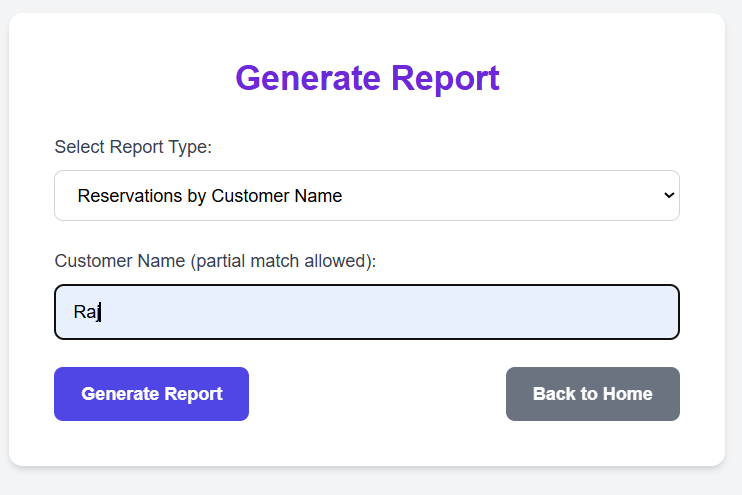 Generate Report
Select Report Type:
Reservations by Customer Name
Customer Name (partial match allowed):
Raj
Generate Report
Back to Home